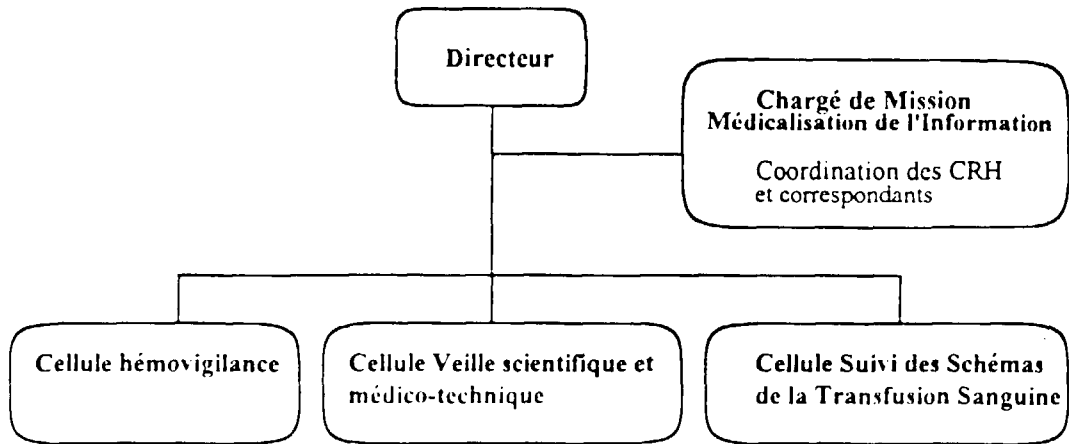 Directeur
Chargé de Mission
Médicalisation de l'Information
Coordination des CRH
et correspondants
Cellule hémovigilance
Cellule Veille scientifique et
médico-technique
Cellule Suivi des Schémas
de la Transfusion Sanguine